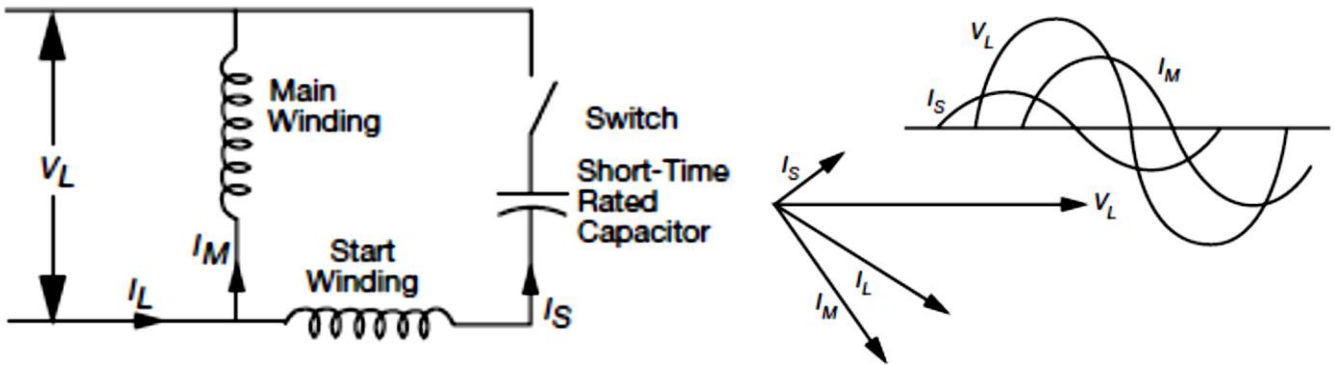 V_L
Main
Winding
I_M
I_L
Start
Winding
Switch
Short-Time
Rated
Capacitor
I_S
I_S
V_L
I_L
I_M
V_L
I_M
I_S